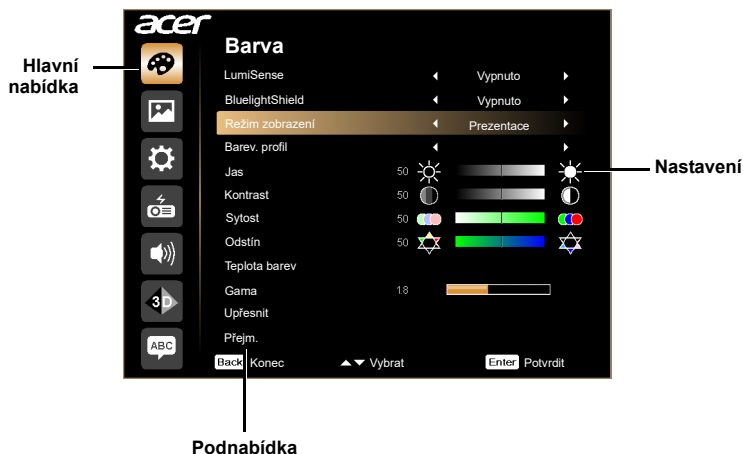 acer
Hlavní
nabídka
Barva
LumiSense Vypnuto
BluelightShield Vypnuto
Režim zobrazení Prezentace
Barev. profil
Jas 50
Nastavení
Kontrast 50
Sytost 50
Odstín 50
Teplota barev
Gama 1.8
Upřesnit
Přejm.
3D
ABC
Back Konec Vybrat Enter Potvrdit
Podnabídka